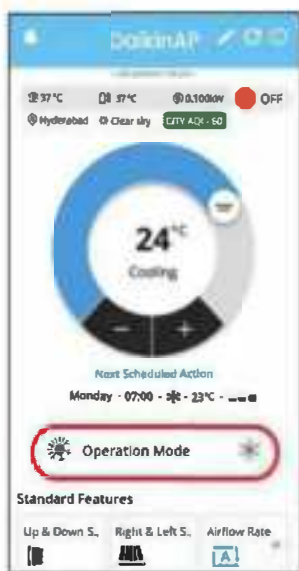 DaikinAP
37°C 37°C 0.100kW OFF
Hyderabad Clear sky CITY AQI - 60
24°C
Cooling
Next Scheduled Action
Monday - 07:00 - 23°C -
Operation Mode
Standard Features
Up & Down S.. Right & Left S.. Airflow Rate
A